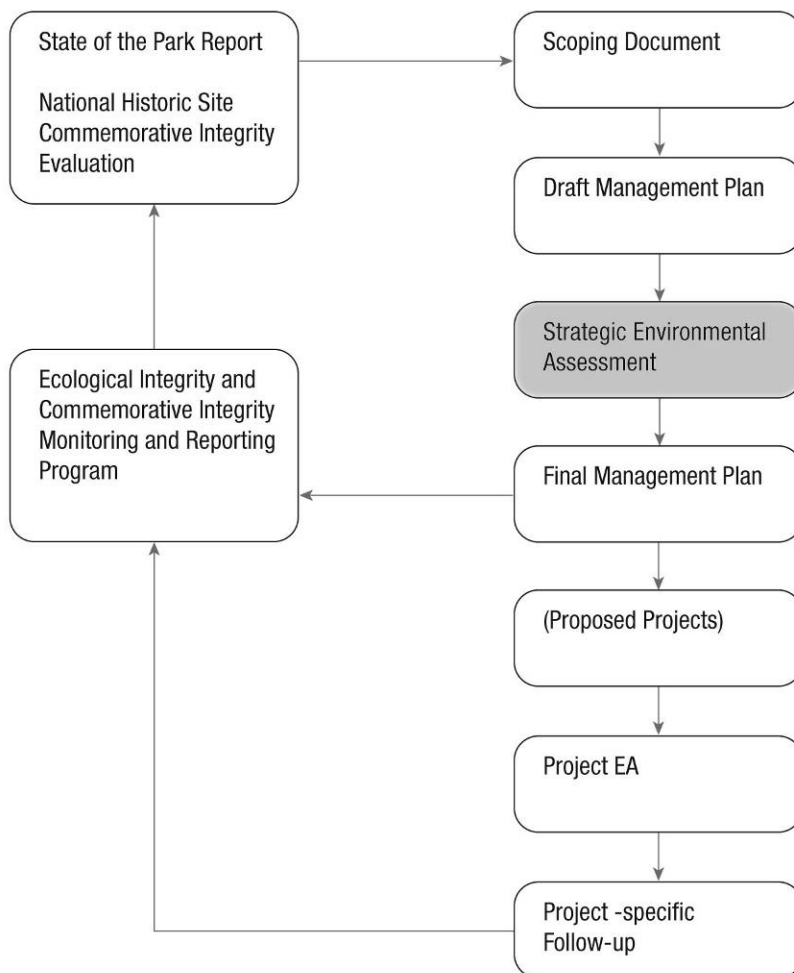 State of the Park Report
National Historic Site
Commemorative Integrity
Evaluation
Scoping Document
Draft Management Plan
Strategic Environmental
Assessment
Ecological Integrity and
Commemorative Integrity
Monitoring and Reporting
Program
Final Management Plan
(Proposed Projects)
Project EA
Project -specific
Follow-up